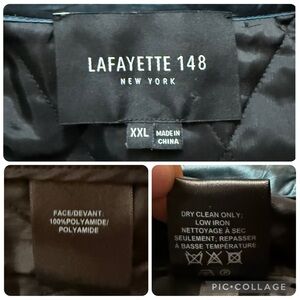 LAFAYETTE 148
NEW YORK
XXL
MADE IN
CHINA
FACE/DEVANT:
100%POLYAMIDE/
POLYAMIDE
DRY CLEAN ONLY;
LOW IRON
NETTOYAGE À SEC
SEULEMENT; REPASSER
À BASSE TEMPÉRATURE
PIC•COLLAGE